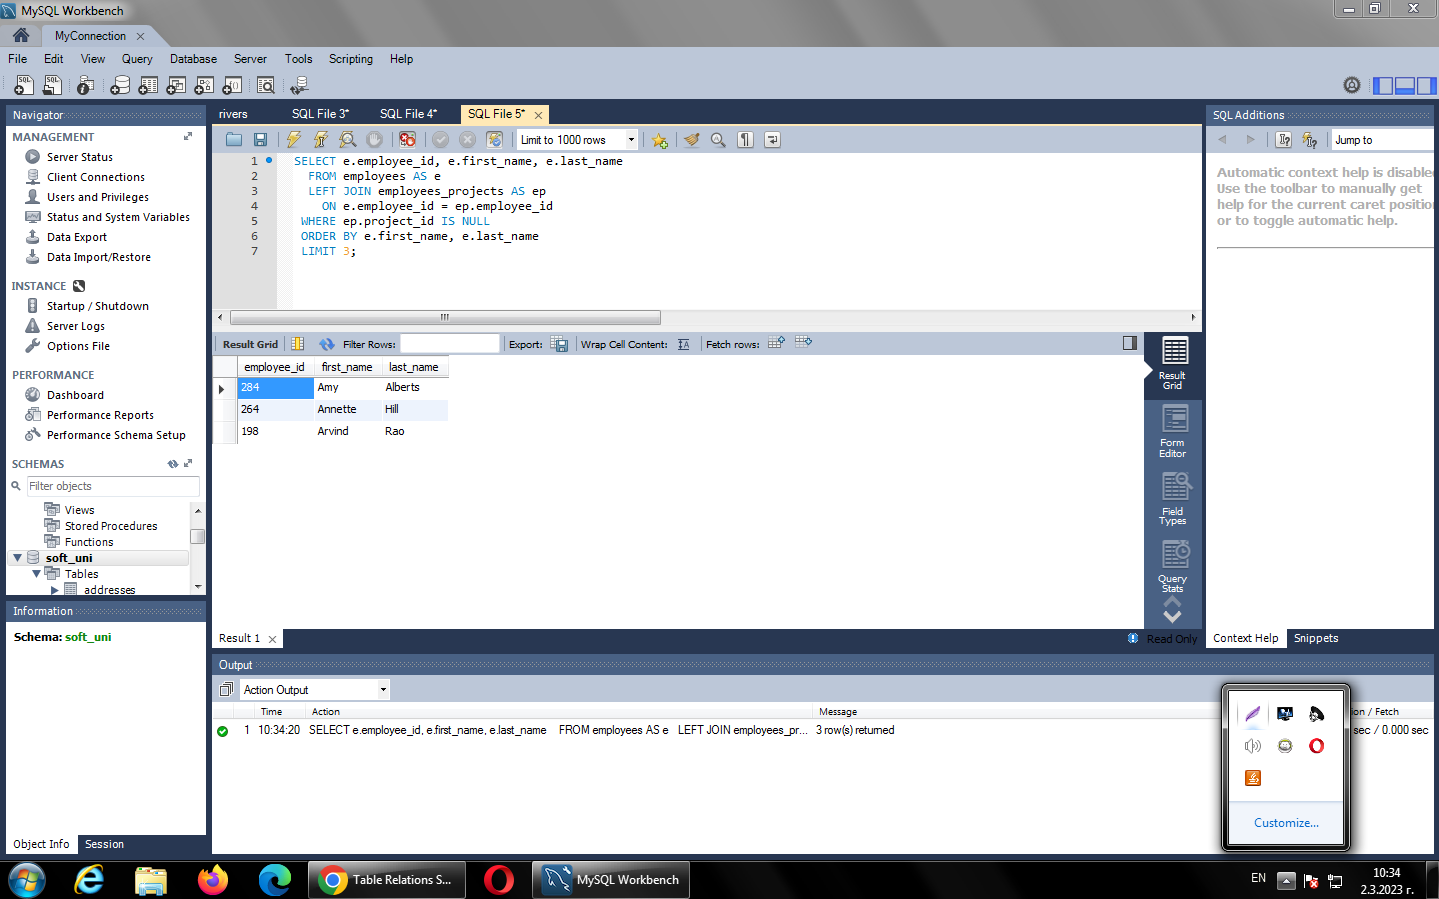 MySQL Workbench
MyConnection
File Edit View Query Database Server Tools Scripting Help
Navigator
MANAGEMENT
Server Status
Client Connections
Users and Privileges
Status and System Variables
Data Export
Data Import/Restore
INSTANCE
Startup / Shutdown
Server Logs
Options File
PERFORMANCE
Dashboard
Performance Reports
Performance Schema Setup
SCHEMAS
Filter objects
Views
Stored Procedures
Functions
soft_uni
Tables
addresses
Information
Schema: soft_uni
Object Info Session
rivers SQL File 3* SQL File 4* SQL File 5*
Limit to 1000 rows
1 SELECT e.employee_id, e.first_name, e.last_name
2 FROM employees AS e
3 LEFT JOIN employees_projects AS ep
4 ON e.employee_id = ep.employee_id
5 WHERE ep.project_id IS NULL
6 ORDER BY e.first_name, e.last_name
7 LIMIT 3;
Result Grid Filter Rows: Export: Wrap Cell Content: Fetch rows:
employee_id first_name last_name
284 Amy Alberts
264 Annette Hill
198 Arvind Rao
Result Grid
Form Editor
Field Types
Query Stats
Result 1
Read Only
SQL Additions
Jump to
Automatic context help is disable
Use the toolbar to manually get
help for the current caret position
or to toggle automatic help.
Context Help Snippets
Output
Action Output
Time Action Message on / Fetch
1 10:34:20 SELECT e.employee_id, e.first_name, e.last_name FROM employees AS e LEFT JOIN employees_pr... 3 row(s) returned sec / 0.000 sec
Customize...
Table Relations S...
MySQL Workbench
EN
10:34
2.3.2023 г.